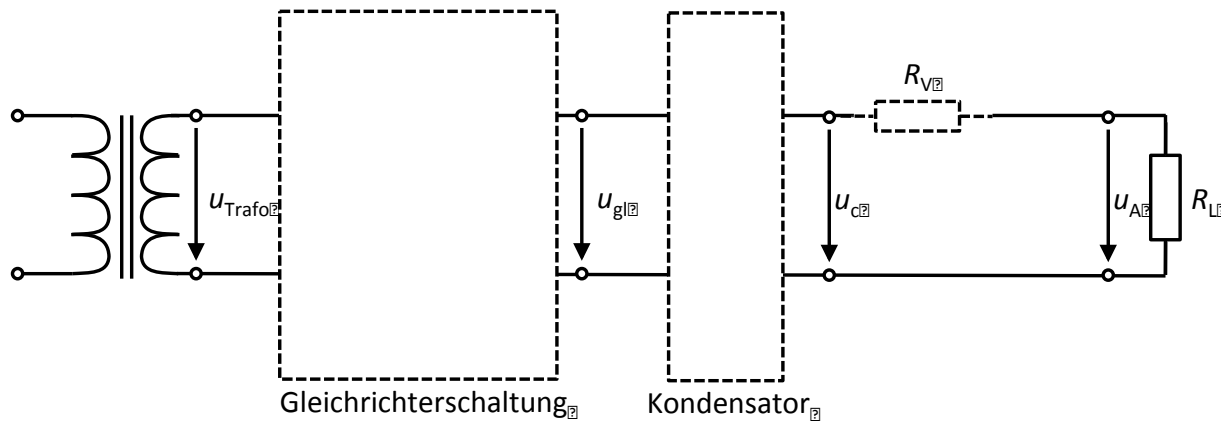 R_V
u_Trafo
u_gl
u_c
u_A
R_L
Gleichrichterschaltung
Kondensator